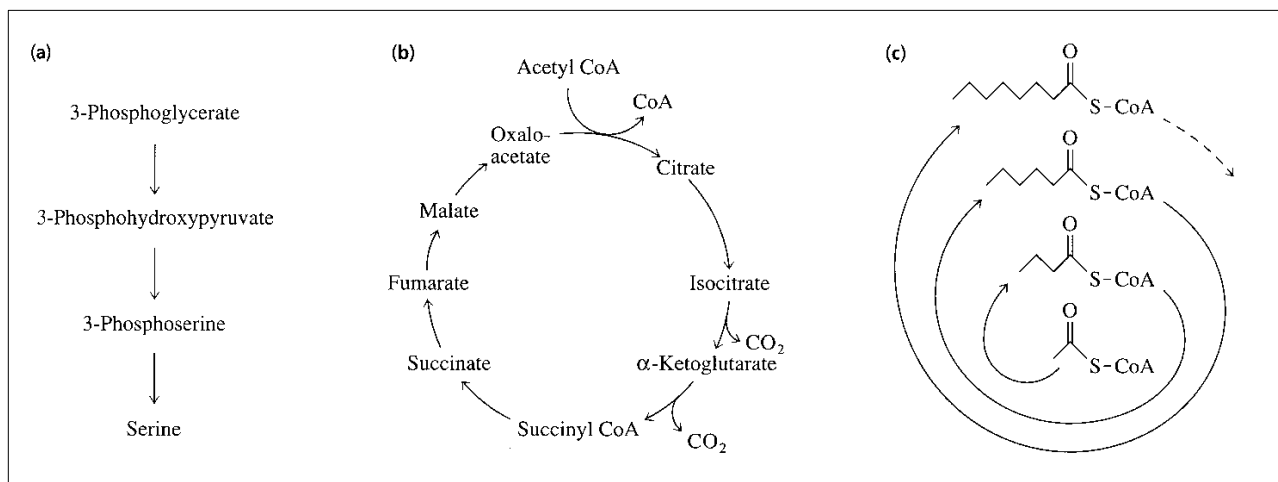 (a)
3-Phosphoglycerate
3-Phosphohydroxypyruvate
3-Phosphoserine
Serine
(b)
Acetyl CoA
CoA
Oxalo-
acetate
Citrate
Malate
Fumarate
Isocitrate
CO₂
Succinate
α-Ketoglutarate
Succinyl CoA
CO₂
(c)
O
S-CoA
O
S-CoA
O
S-CoA
O
S-CoA